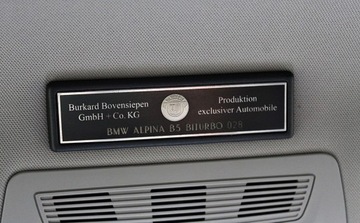 Burkard Bovensiepen
GmbH + Co. KG
Produktion
exclusiver Automobile
BMW ALPINA B5 BITURBO 028